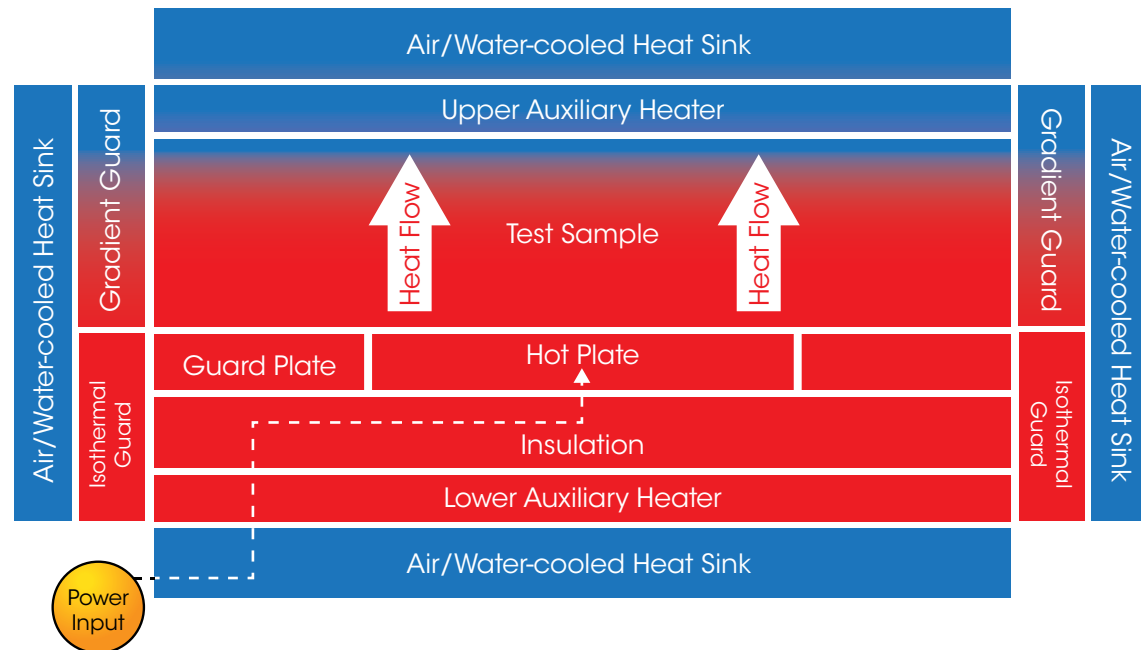 Air/Water-cooled Heat Sink
Upper Auxiliary Heater
Air/Water-cooled Heat Sink
Gradient Guard
Heat Flow
Test Sample
Heat Flow
Gradient Guard
Air/Water-cooled Heat Sink
Isothermal
Guard
Guard Plate
Hot Plate
Isothermal
Guard
Insulation
Lower Auxiliary Heater
Air/Water-cooled Heat Sink
Power
Input